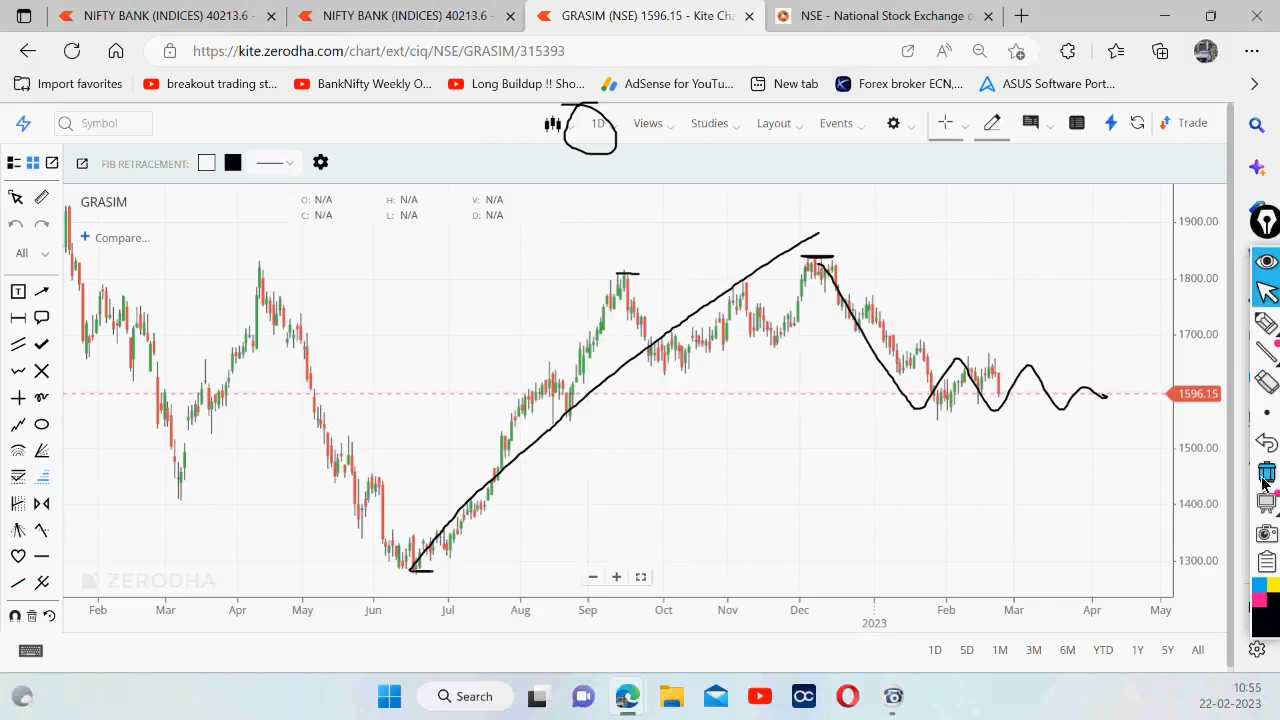 NIFTY BANK (INDICES) 40213.6 -
NIFTY BANK (INDICES) 40213.6 -
GRASIM (NSE) 1596.15 - Kite Cha
NSE - National Stock Exchange o
https://kite.zerodha.com/chart/ext/ciq/NSE/GRASIM/315393
Import favorites
breakout trading st...
BankNifty Weekly O...
Long Buildup !! Sho...
AdSense for YouTu...
New tab
Forex broker ECN,...
ASUS Software Port...
Symbol
1D
Views
Studies
Layout
Events
Trade
FIB RETRACEMENT:
GRASIM
O: N/A H: N/A V: N/A
C: N/A L: N/A D: N/A
+ Compare...
All
1900.00
1800.00
1700.00
1596.15
1500.00
1400.00
1300.00
ZERODHA
Feb Mar Apr May Jun Jul Aug Sep Oct Nov Dec Feb Mar Apr May
2023
1D 5D 1M 3M 6M YTD 1Y 5Y All
Search
10:55
22-02-2023